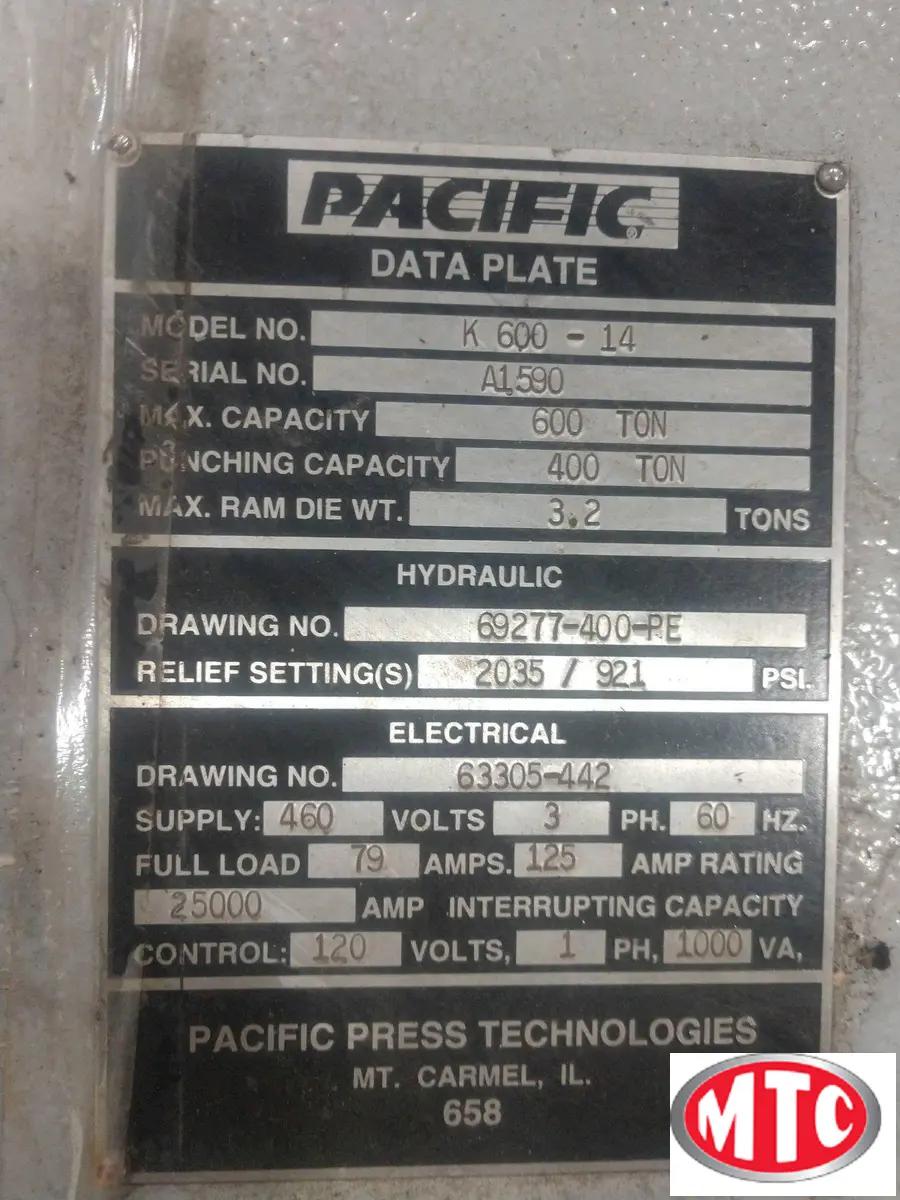 PACIFIC®
DATA PLATE
MODEL NO. K 600 - 14
SERIAL NO. A1590
MAX. CAPACITY 600 TON
PUNCHING CAPACITY 400 TON
MAX. RAM DIE WT. 3.2 TONS
HYDRAULIC
DRAWING NO. 69277-400-PE
RELIEF SETTING(S) 2035 / 921 PSI.
ELECTRICAL
DRAWING NO. 63305-442
SUPPLY: 460 VOLTS 3 PH. 60 HZ.
FULL LOAD 79 AMPS. 125 AMP RATING
25000 AMP INTERRUPTING CAPACITY
CONTROL: 120 VOLTS, 1 PH, 1000 VA,
PACIFIC PRESS TECHNOLOGIES
MT. CARMEL, IL.
658
MTC